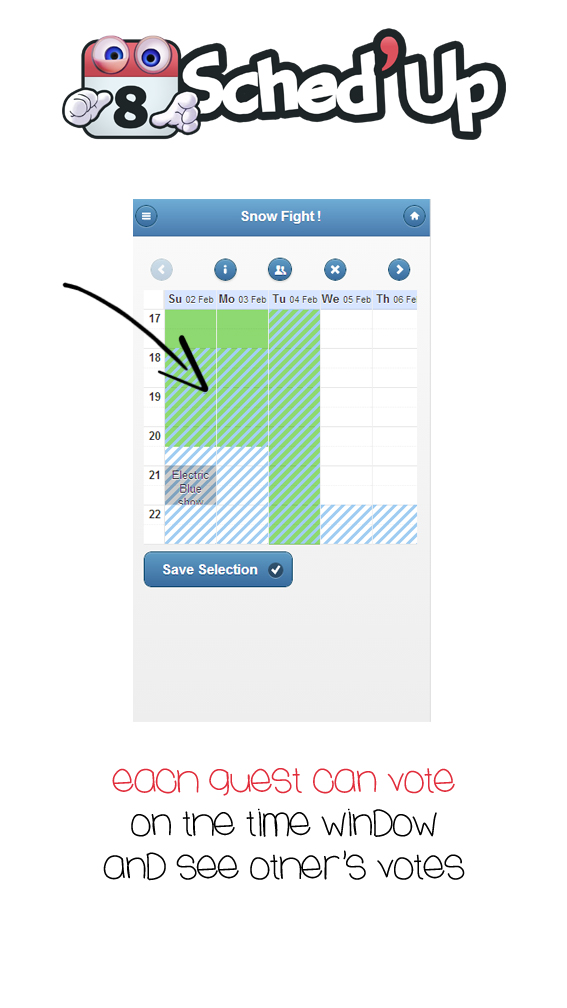 8
Sched'Up
Snow Fight !
Su 02 Feb Mo 03 Feb Tu 04 Feb We 05 Feb Th 06 Fe
17
18
19
20
21
Electric
Blue
show
22
Save Selection
each guest can vote
on the time window
and see other's votes